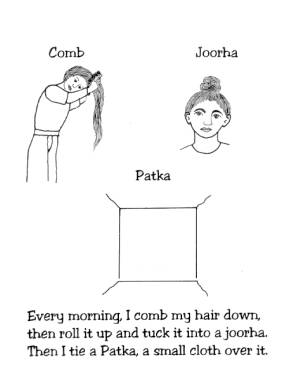 Comb
Joorha
Patka
Every morning, I comb my hair down,
then roll it up and tuck it into a joorha.
Then I tie a Patka, a small cloth over it.